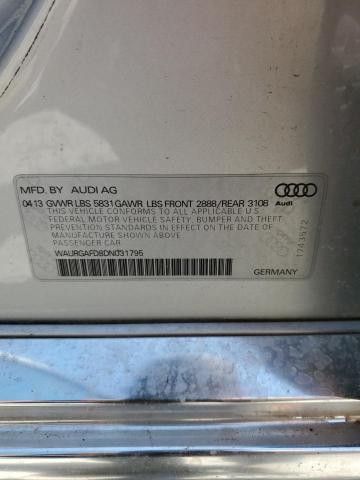 MFD. BY AUDI AG
04 13 GVWR LBS 5831 GAWR LBS FRONT 2888/REAR 3108
Audi
THIS VEHICLE CONFORMS TO ALL APPLICABLE U.S
FEDERAL MOTOR VEHICLE SAFETY, BUMPER AND THEFT
PREVENTION STANDARDS IN EFFECT ON THE DATE OF
MANUFACTURE SHOWN ABOVE.
PASSENGER CAR
WAURGAFD8DN031795
GERMANY
1743572